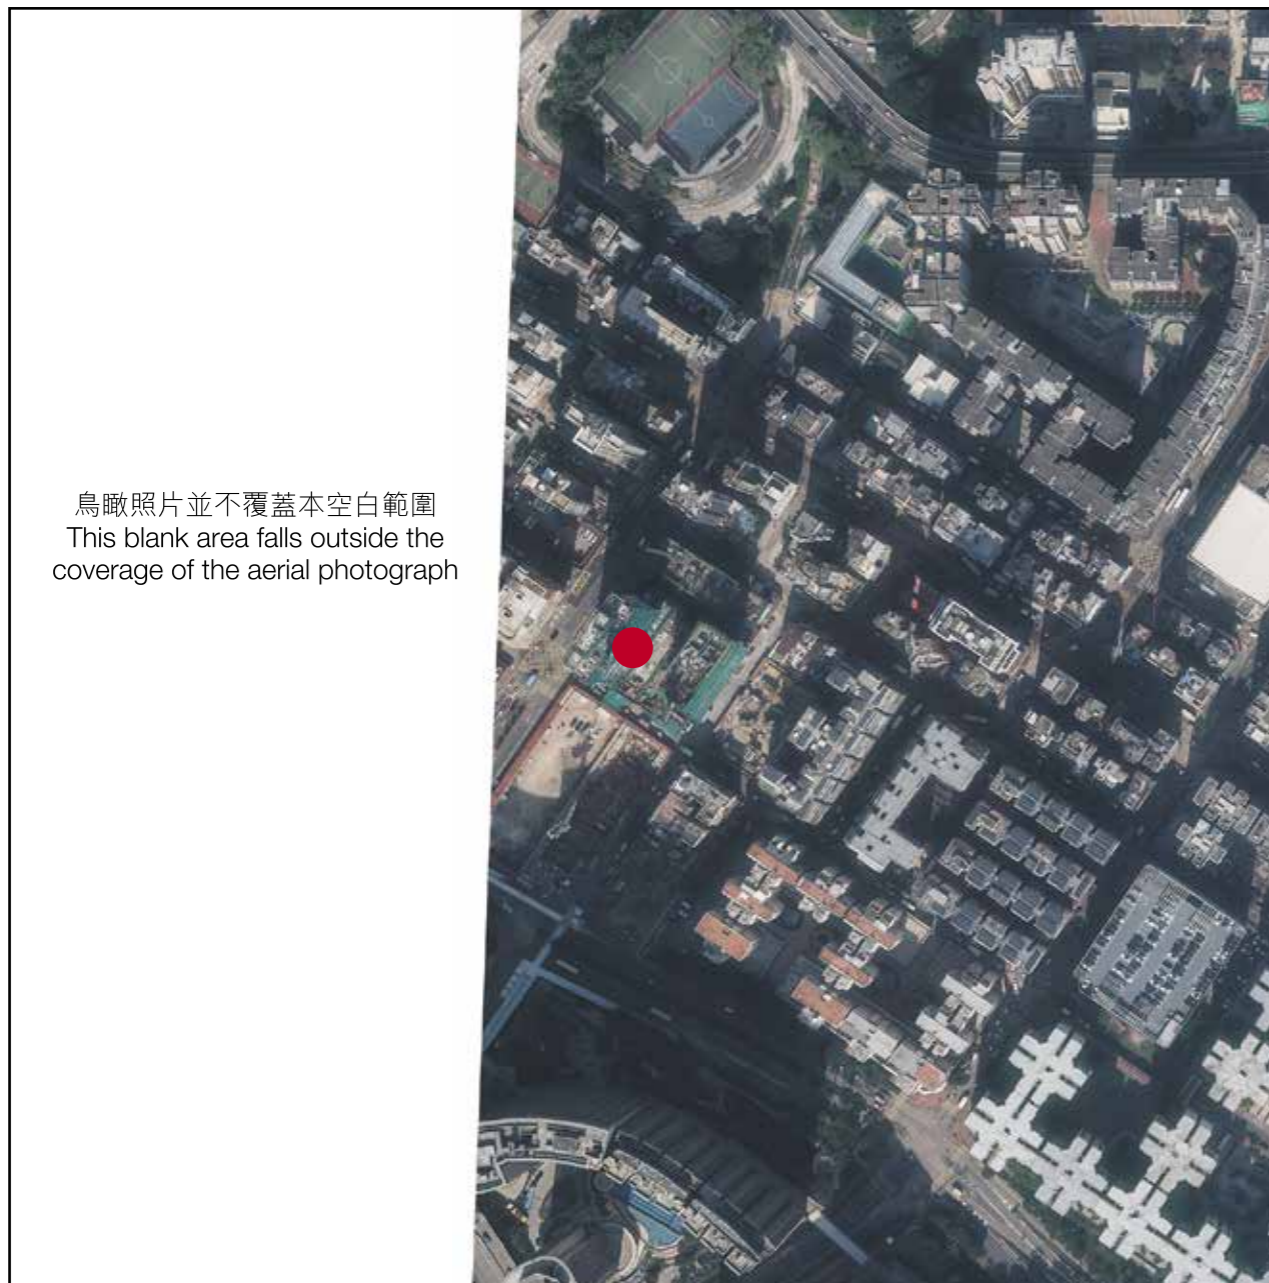 鳥瞰照片並不覆蓋本空白範圍
This blank area falls outside the
coverage of the aerial photograph